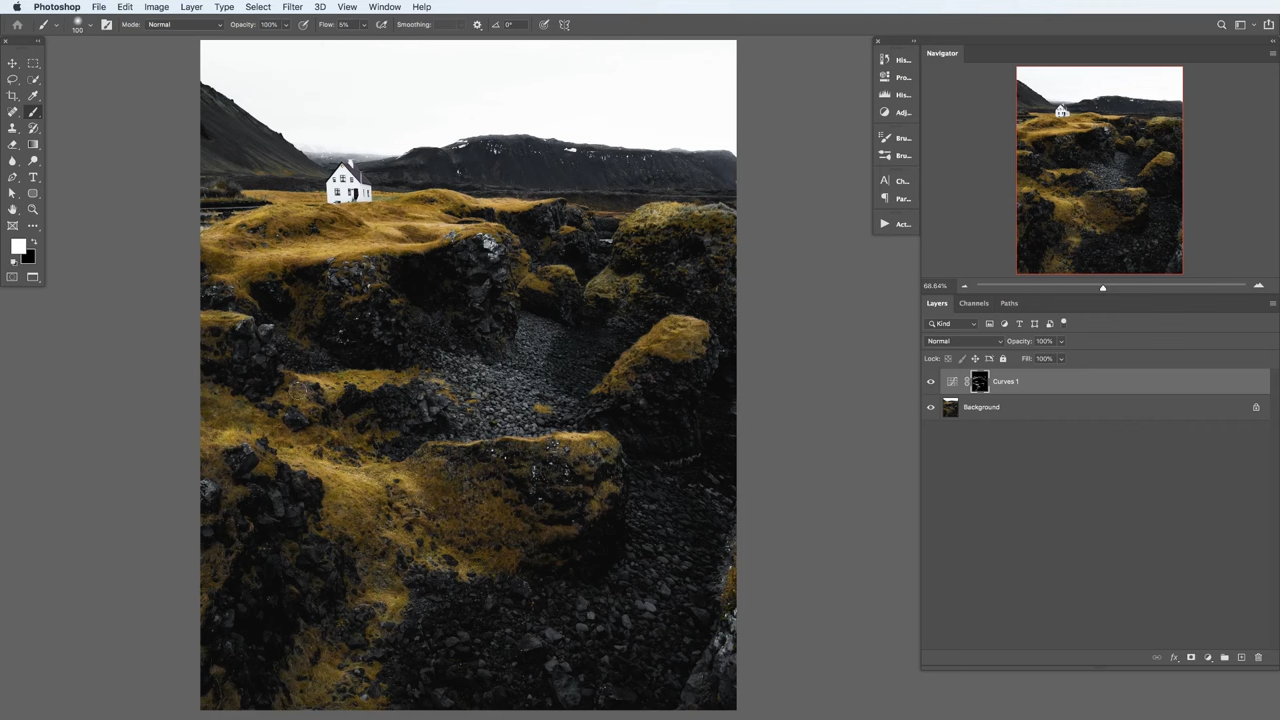 Photoshop File Edit Image Layer Type Select Filter 3D View Window Help
100 Mode: Normal Opacity: 100% Flow: 5% Smoothing: 0°
His...
Pro...
His...
Adj...
Bru...
Bru...
Ch...
Par...
Act...
Navigator
68.64%
Layers Channels Paths
Kind
Normal Opacity: 100%
Lock: Fill: 100%
Curves 1
Background